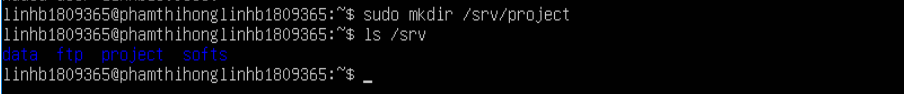 linhb1809365@phamthihonglinhb1809365:~$ sudo mkdir /srv/project
linhb1809365@phamthihonglinhb1809365:~$ ls /srv
data ftp project softs
linhb1809365@phamthihonglinhb1809365:~$ _